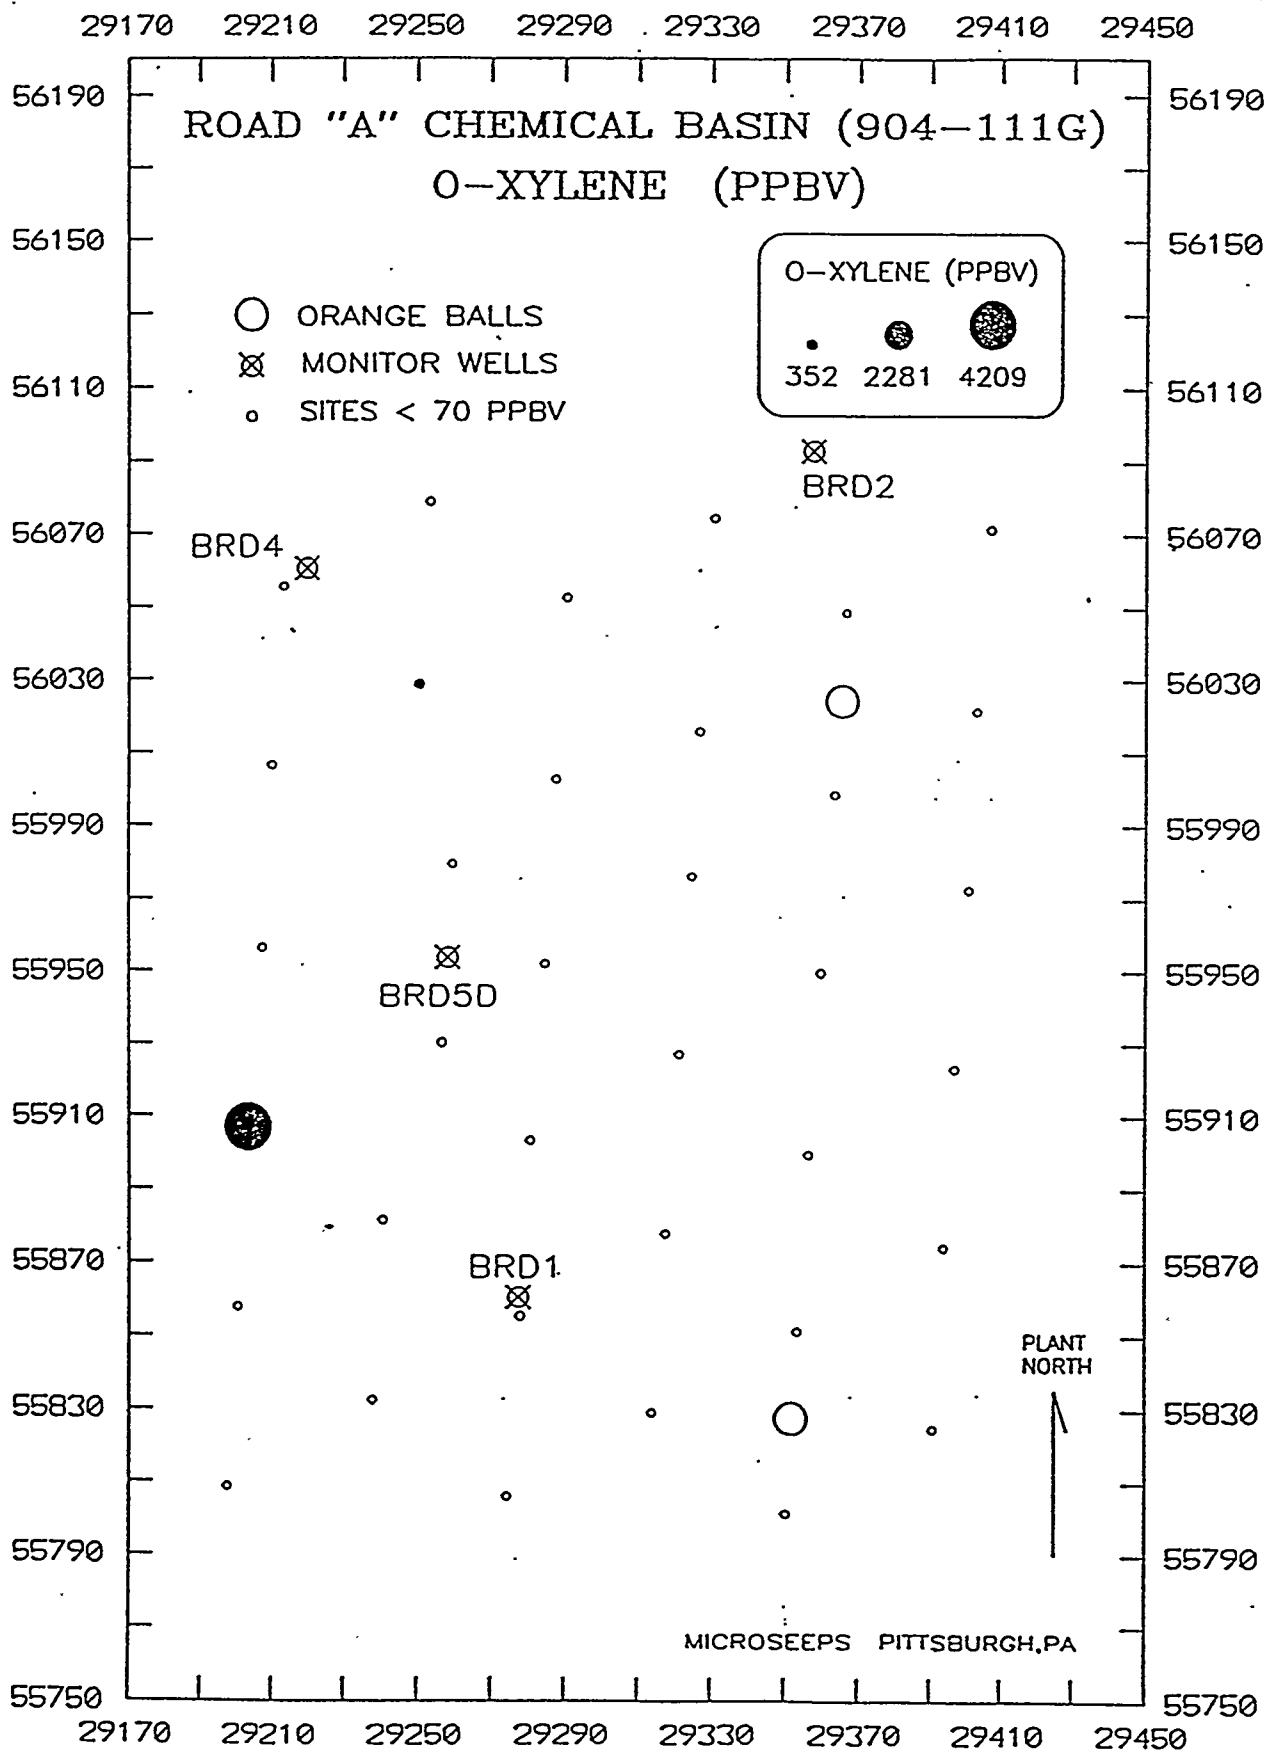 29170 29210 29250 29290 29330 29370 29410 29450
56190 56190
ROAD "A" CHEMICAL BASIN (904-111G)
O-XYLENE (PPBV)
56150 56150
O-XYLENE (PPBV)
352 2281 4209
ORANGE BALLS
MONITOR WELLS
SITES < 70 PPBV
56110 56110
BRD2
56070 56070
BRD4
56030 56030
55990 55990
55950 55950
BRD5D
55910 55910
55870 55870
BRD1
PLANT
NORTH
55830 55830
55790 55790
MICROSEEPS PITTSBURGH,PA
55750 55750
29170 29210 29250 29290 29330 29370 29410 29450